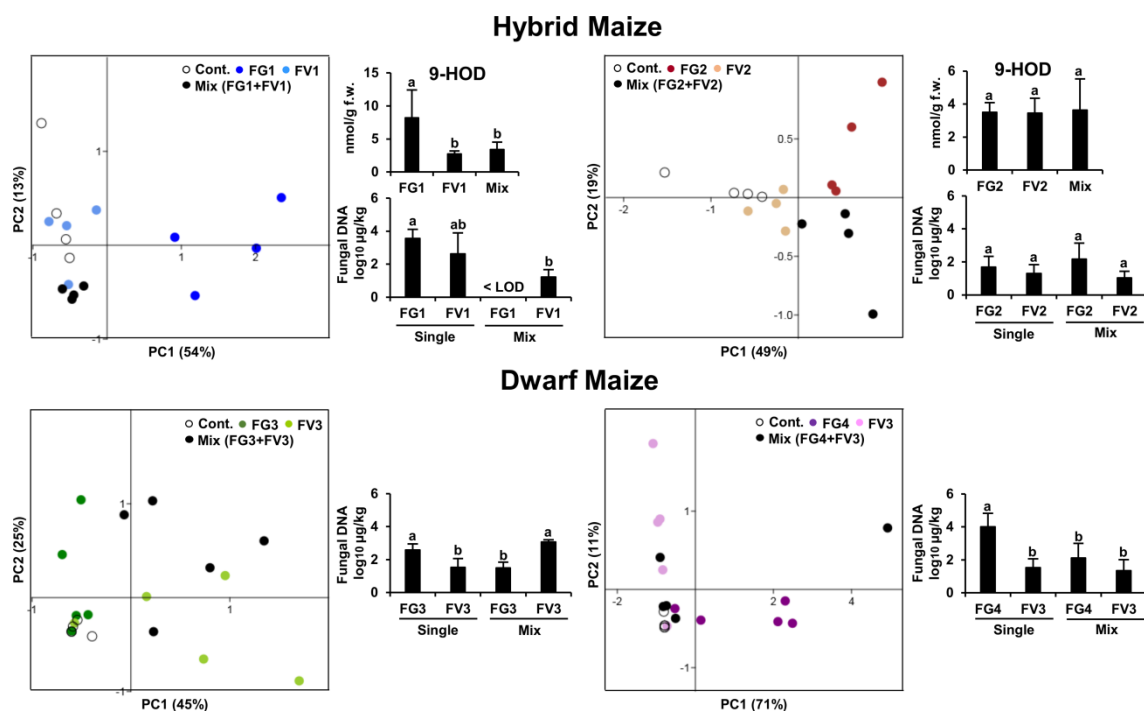 Hybrid Maize
Cont. FG1 FV1
Mix (FG1+FV1)
PC2 (13%)
1
-1
1
2
-1
PC1 (54%)
9-HOD
nmol/g f.w.
15
10
5
0
a
b
b
FG1 FV1 Mix
Fungal DNA
log10 µg/kg
6
4
2
0
a
ab
< LOD
b
FG1 FV1 FG1 FV1
Single Mix
Cont. FG2 FV2
Mix (FG2+FV2)
PC2 (19%)
0.5
-2
-1
-1.0
PC1 (49%)
9-HOD
nmol/g f.w.
6
4
2
0
a
a
a
FG2 FV2 Mix
Fungal DNA
log10 µg/kg
6
4
2
0
a
a
a
a
FG2 FV2 FG2 FV2
Single Mix
Dwarf Maize
Cont. FG3 FV3
Mix (FG3+FV3)
PC2 (25%)
1
-1
1
-1
PC1 (45%)
Fungal DNA
log10 µg/kg
6
4
2
0
a
b
b
a
FG3 FV3 FG3 FV3
Single Mix
Cont. FG4 FV3
Mix (FG4+FV3)
PC2 (11%)
1
-2
2
4
-1
PC1 (71%)
Fungal DNA
log10 µg/kg
6
4
2
0
a
b
b
b
FG4 FV3 FG4 FV3
Single Mix